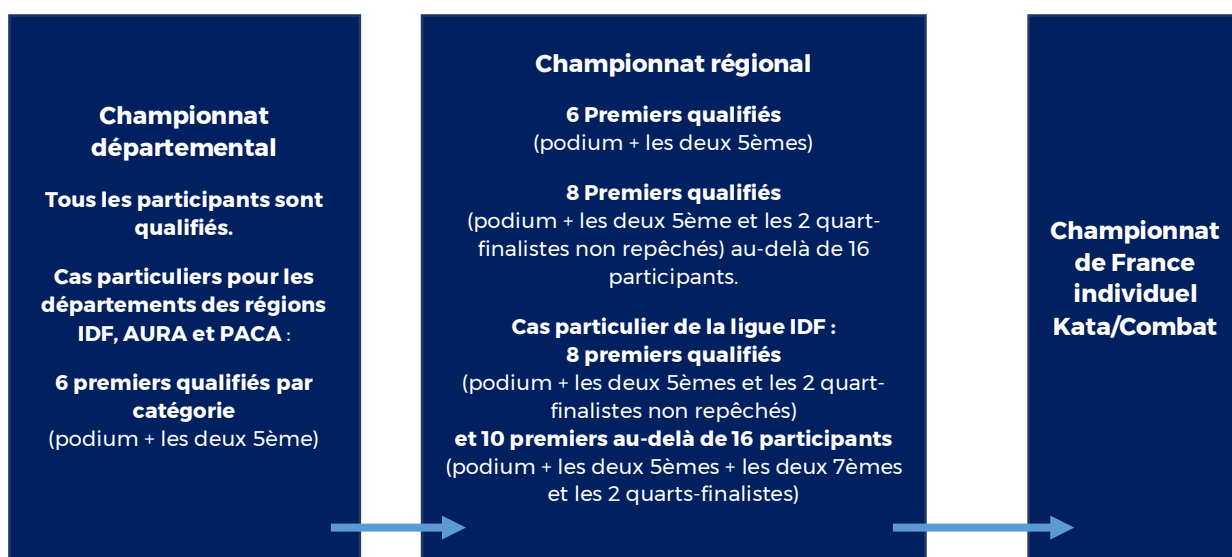 Championnat
départemental
Tous les participants sont
qualifiés.
Cas particuliers pour les
départements des régions
IDF, AURA et PACA :
6 premiers qualifiés par
catégorie
(podium + les deux 5ème)
Championnat régional
6 Premiers qualifiés
(podium + les deux 5èmes)
8 Premiers qualifiés
(podium + les deux 5ème et les 2 quart-
finalistes non repêchés) au-delà de 16
participants.
Cas particulier de la ligue IDF :
8 premiers qualifiés
(podium + les deux 5èmes et les 2 quart-
finalistes non repêchés)
et 10 premiers au-delà de 16 participants
(podium + les deux 5èmes + les deux 7èmes
et les 2 quarts-finalistes)
Championnat
de France
individuel
Kata/Combat